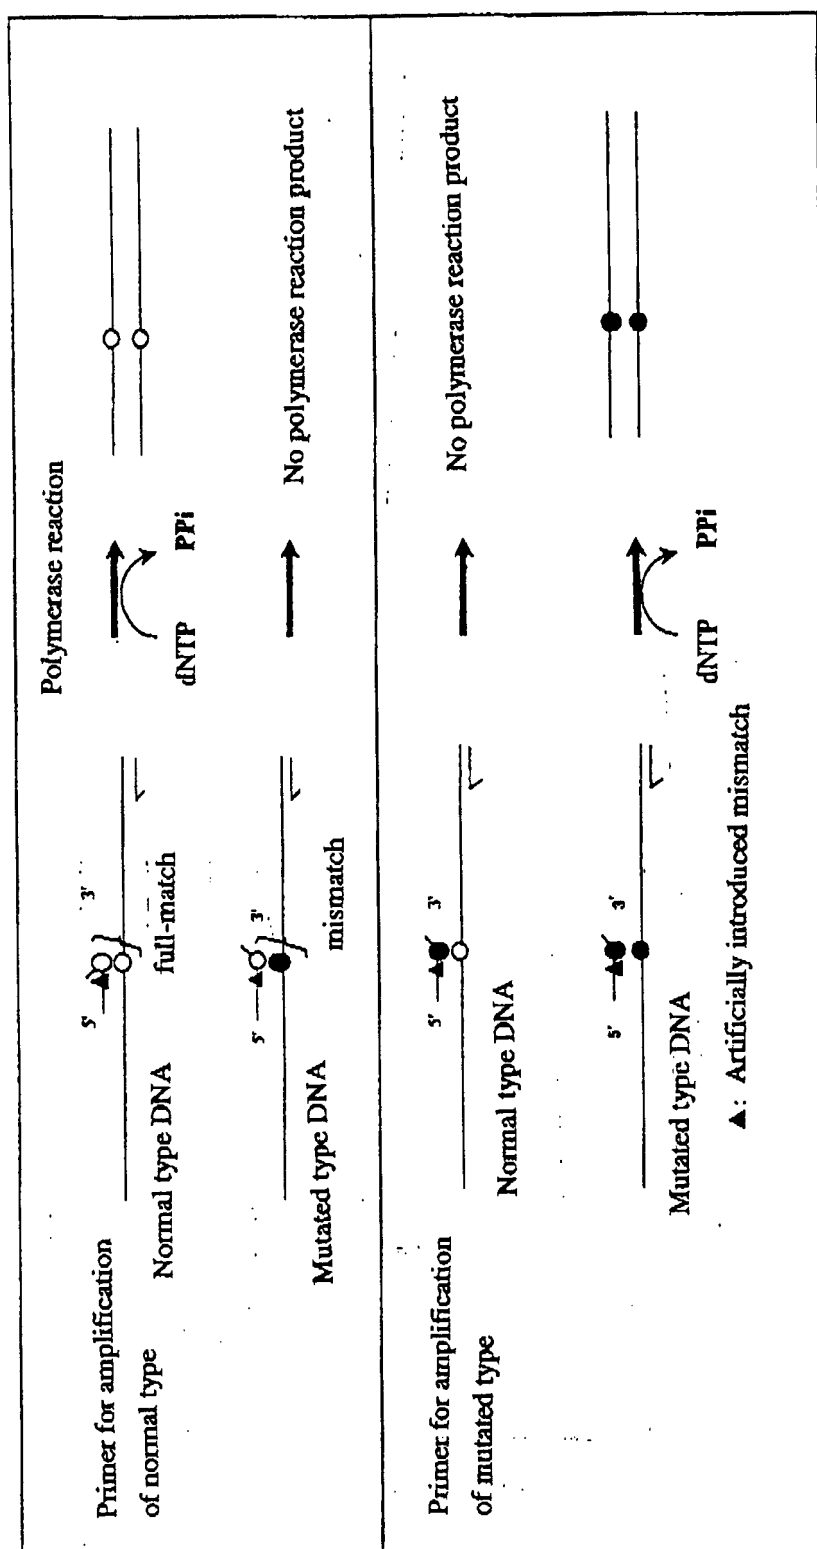 Primer for amplification
of normal type
Polymerase reaction
5'
3'
full-match
Normal type DNA
dNTP
PPi
5'
3'
mismatch
Mutated type DNA
No polymerase reaction product
Primer for amplification
of mutated type
5'
3'
Normal type DNA
No polymerase reaction product
5'
3'
Mutated type DNA
dNTP
PPi
▲: Artificially introduced mismatch